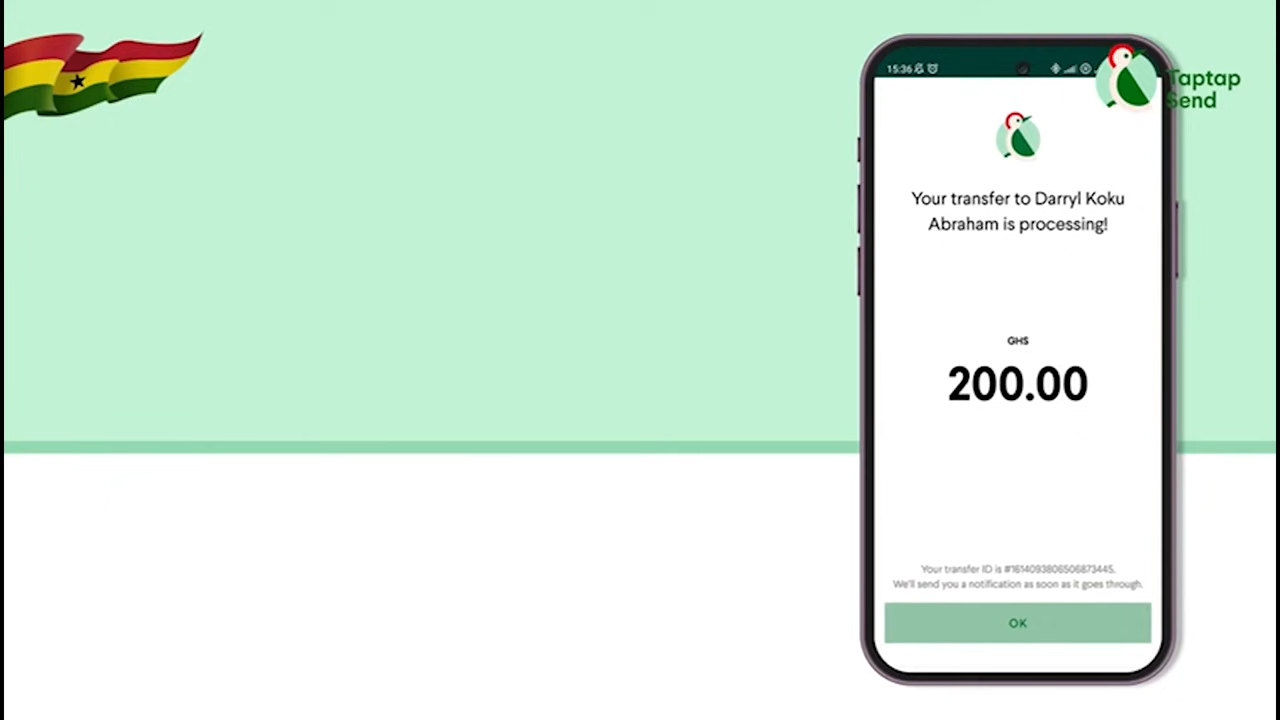 15:36
Taptap
Send
Your transfer to Darryl Koku
Abraham is processing!
GHS
200.00
Your transfer ID is #1614093806506873445.
We'll send you a notification as soon as it goes through.
OK